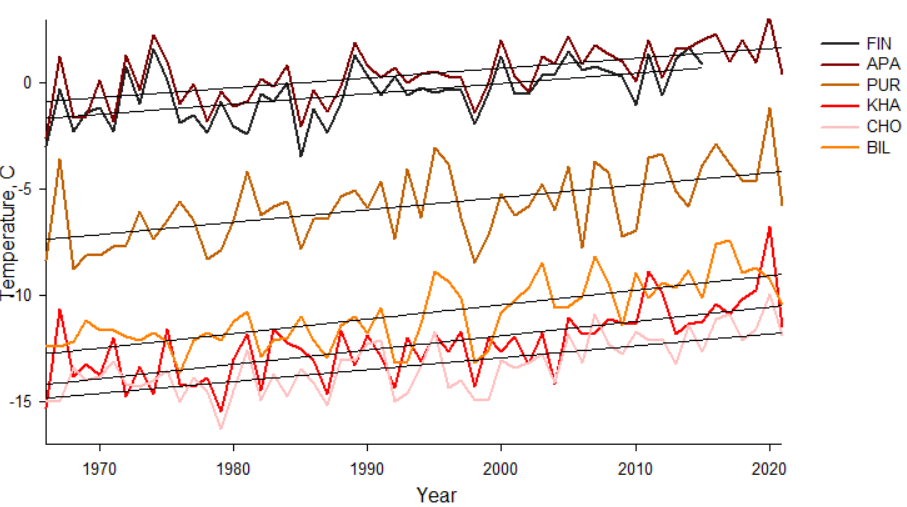 FIN
APA
PUR
KHA
CHO
BIL
Temperature, C
0
-5
-10
-15
1970 1980 1990 2000 2010 2020
Year